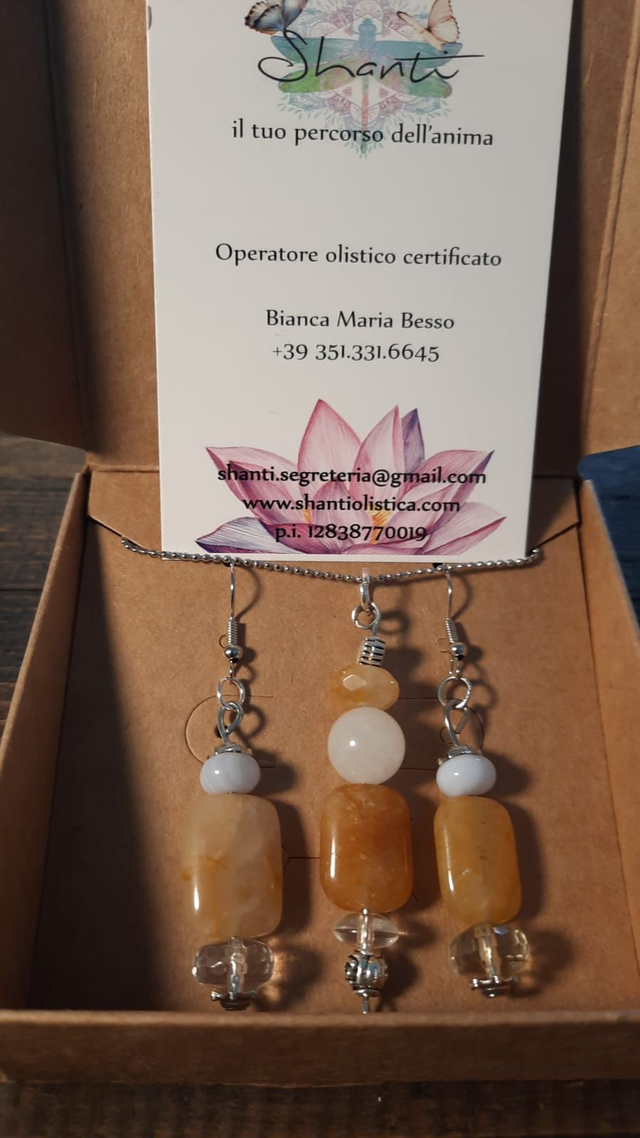 Shanti
il tuo percorso dell'anima
Operatore olistico certificato
Bianca Maria Besso
+39 351.331.6645
shanti.segreteria@gmail.com
www.shantiolistica.com
p.i. 12838770019